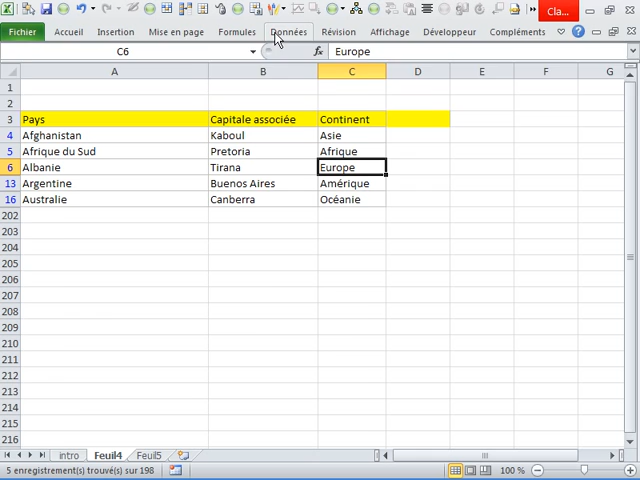 Cla...
Fichier Accueil Insertion Mise en page Formules Données Révision Affichage Développeur Compléments
C6 fx Europe
A B C D E F G
1
2
3 Pays Capitale associée Continent
4 Afghanistan Kaboul Asie
5 Afrique du Sud Pretoria Afrique
6 Albanie Tirana Europe
13 Argentine Buenos Aires Amérique
16 Australie Canberra Océanie
202
203
204
205
206
207
208
209
210
211
212
213
214
215
216
intro Feuil4 Feuil5
5 enregistrement(s) trouvé(s) sur 198 100 %